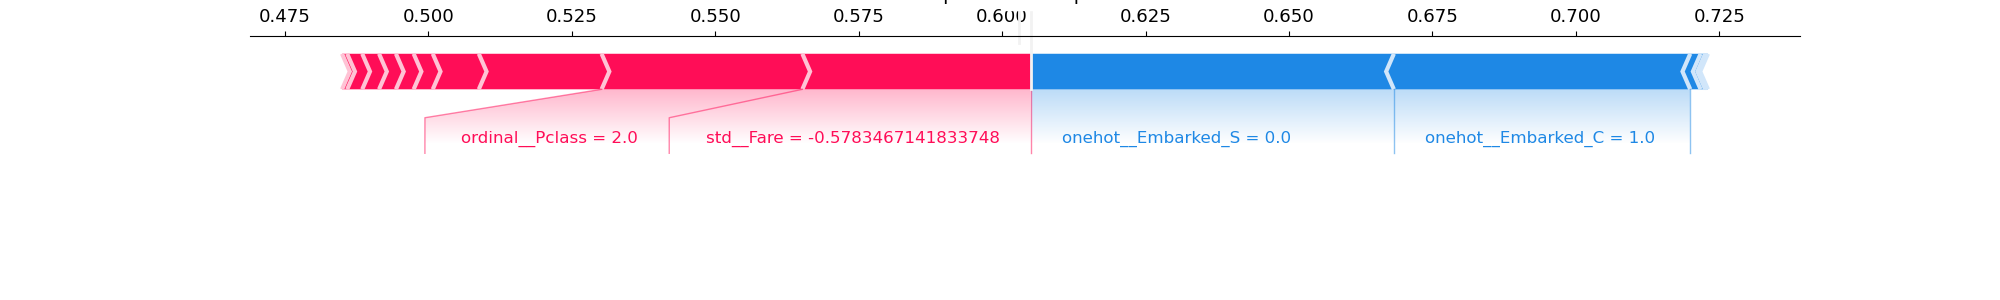 0.475 0.500 0.525 0.550 0.575 0.600 0.625 0.650 0.675 0.700 0.725
ordinal__Pclass = 2.0 std__Fare = -0.5783467141833748 onehot__Embarked_S = 0.0 onehot__Embarked_C = 1.0